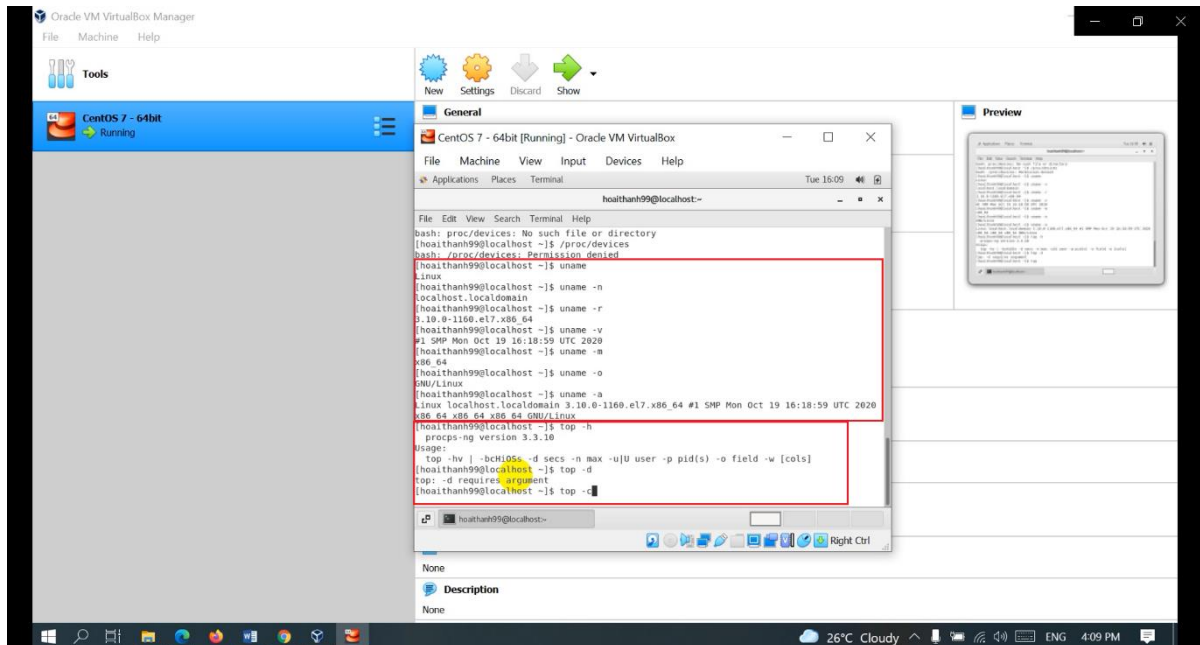 Oracle VM VirtualBox Manager
File Machine Help
Tools
New Settings Discard Show
CentOS 7 - 64bit
Running
General
Preview
CentOS 7 - 64bit [Running] - Oracle VM VirtualBox
File Machine View Input Devices Help
Applications Places Terminal Tue 16:09
hoaithanh99@localhost:~
File Edit View Search Terminal Help
bash: proc/devices: No such file or directory
[hoaithanh99@localhost ~]$ /proc/devices
bash: /proc/devices: Permission denied
[hoaithanh99@localhost ~]$ uname
Linux
[hoaithanh99@localhost ~]$ uname -n
localhost.localdomain
[hoaithanh99@localhost ~]$ uname -r
3.10.0-1160.el7.x86_64
[hoaithanh99@localhost ~]$ uname -v
#1 SMP Mon Oct 19 16:18:59 UTC 2020
[hoaithanh99@localhost ~]$ uname -m
x86_64
[hoaithanh99@localhost ~]$ uname -o
GNU/Linux
[hoaithanh99@localhost ~]$ uname -a
Linux localhost.localdomain 3.10.0-1160.el7.x86_64 #1 SMP Mon Oct 19 16:18:59 UTC 2020
x86_64 x86_64 x86_64 GNU/Linux
[hoaithanh99@localhost ~]$ top -h
procps-ng version 3.3.10
Usage:
top -hv | -bcHiOSs -d secs -n max -u|U user -p pid(s) -o field -w [cols]
[hoaithanh99@localhost ~]$ top -d
top: -d requires argument
[hoaithanh99@localhost ~]$ top -c
hoaithanh99@localhost:~
Right Ctrl
None
Description
None
26°C Cloudy ENG 4:09 PM